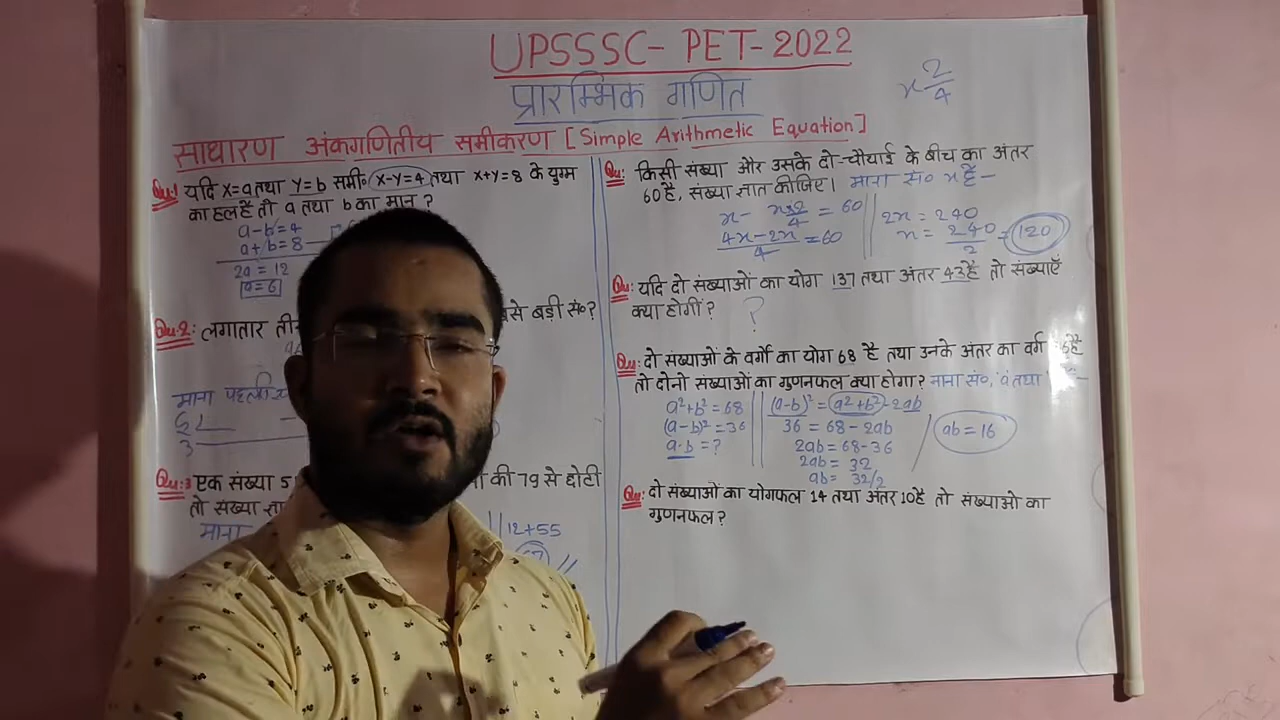 UPSSSC- PET- 2022
प्रारम्भिक गणित
x 2/4
साधारण अंकगणितीय समीकरण [Simple Arithmetic Equation]
Qu.1 यदि x=a तथा y=b समी० x-y=4 तथा x+y=8 के युग्म
का हल हैं तो a तथा b का मान ?
a-b=4
a+b=8
2a=12
a=6
Qu.2: लगातार
से बड़ी सं०?
माना पहली
Qu:3 एक संख्या 5
की 79 से छोटी
तो संख्या
माना
12+55
Qu: किसी संख्या और उसके दो-चौथाई के बीच का अंतर
60 है, संख्या ज्ञात कीजिए। माना सं० x है-
x - x×2/4 = 60
4x-2x/4 = 60
2x = 240
x = 240/2 = 120
Qu: यदि दो संख्याओं का योग 137 तथा अंतर 43 है तो संख्याएँ
क्या होगीं? ?
Qu: दो संख्याओं के वर्गों का योग 68 है तथा उनके अंतर का वर्ग
तो दोनो संख्याओं का गुणनफल क्या होगा? माना सं०, 'a' तथा
a²+b²=68
(a-b)²=36
a·b=?
(a-b)² = (a²+b²)-2ab
36 = 68-2ab
2ab=68-36
2ab=32
ab= 32/2
ab=16
Qu: दो संख्याओं का योगफल 14 तथा अंतर 10 है तो संख्याओं का
गुणनफल?